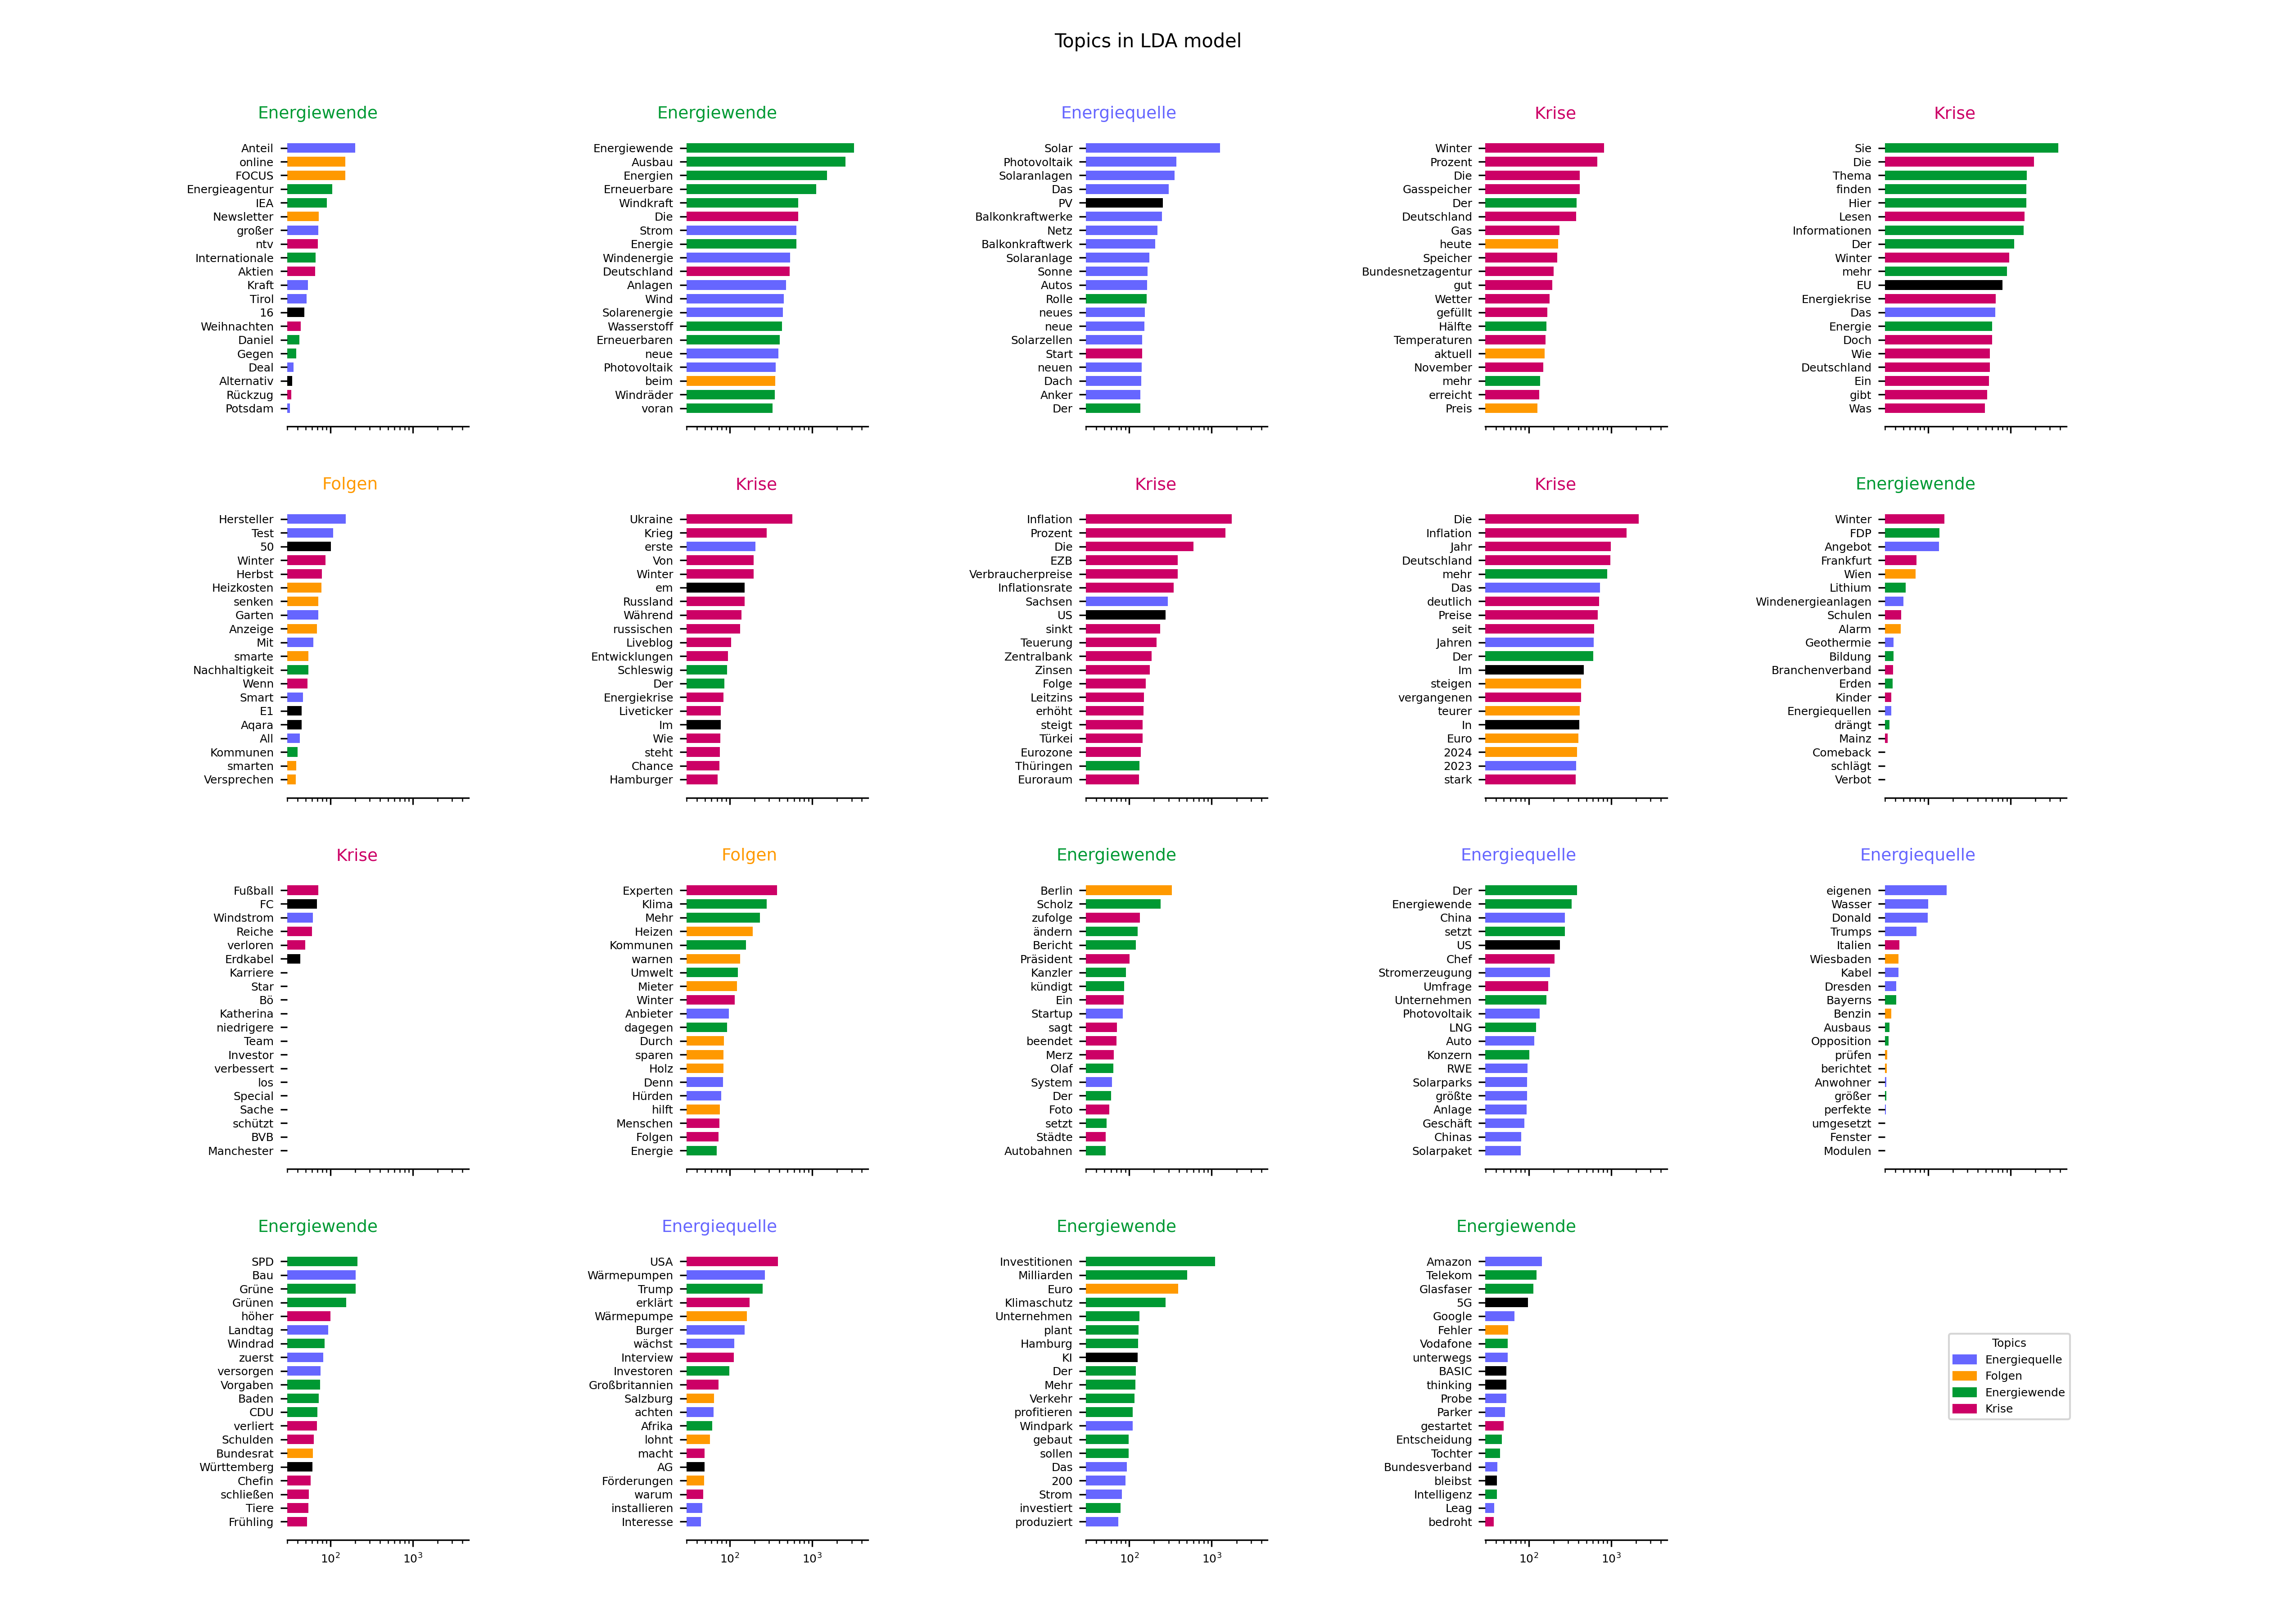 Topics in LDA model
Energiewende
Anteil
online
FOCUS
Energieagentur
IEA
Newsletter
großer
ntv
Internationale
Aktien
Kraft
Tirol
16
Weihnachten
Daniel
Gegen
Deal
Alternativ
Rückzug
Potsdam
Energiewende
Energiewende
Ausbau
Energien
Erneuerbare
Windkraft
Die
Strom
Energie
Windenergie
Deutschland
Anlagen
Wind
Solarenergie
Wasserstoff
Erneuerbaren
neue
Photovoltaik
beim
Windräder
voran
Energiequelle
Solar
Photovoltaik
Solaranlagen
Das
PV
Balkonkraftwerke
Netz
Balkonkraftwerk
Solaranlage
Sonne
Autos
Rolle
neues
neue
Solarzellen
Start
neuen
Dach
Anker
Der
Krise
Winter
Prozent
Die
Gasspeicher
Der
Deutschland
Gas
heute
Speicher
Bundesnetzagentur
gut
Wetter
gefüllt
Hälfte
Temperaturen
aktuell
November
mehr
erreicht
Preis
Krise
Sie
Die
Thema
finden
Hier
Lesen
Informationen
Der
Winter
mehr
EU
Energiekrise
Das
Energie
Doch
Wie
Deutschland
Ein
gibt
Was
Folgen
Hersteller
Test
50
Winter
Herbst
Heizkosten
senken
Garten
Anzeige
Mit
smarte
Nachhaltigkeit
Wenn
Smart
E1
Aqara
All
Kommunen
smarten
Versprechen
Krise
Ukraine
Krieg
erste
Von
Winter
em
Russland
Während
russischen
Liveblog
Entwicklungen
Schleswig
Der
Energiekrise
Liveticker
Im
Wie
steht
Chance
Hamburger
Krise
Inflation
Prozent
Die
EZB
Verbraucherpreise
Inflationsrate
Sachsen
US
sinkt
Teuerung
Zentralbank
Zinsen
Folge
Leitzins
erhöht
steigt
Türkei
Eurozone
Thüringen
Euroraum
Krise
Die
Inflation
Jahr
Deutschland
mehr
Das
deutlich
Preise
seit
Jahren
Der
Im
steigen
vergangenen
teurer
In
Euro
2024
2023
stark
Energiewende
Winter
FDP
Angebot
Frankfurt
Wien
Lithium
Windenergieanlagen
Schulen
Alarm
Geothermie
Bildung
Branchenverband
Erden
Kinder
Energiequellen
drängt
Mainz
Comeback
schlägt
Verbot
Krise
Fußball
FC
Windstrom
Reiche
verloren
Erdkabel
Karriere
Star
Bö
Katherina
niedrigere
Team
Investor
verbessert
los
Special
Sache
schützt
BVB
Manchester
Folgen
Experten
Klima
Mehr
Heizen
Kommunen
warnen
Umwelt
Mieter
Winter
Anbieter
dagegen
Durch
sparen
Holz
Denn
Hürden
hilft
Menschen
Folgen
Energie
Energiewende
Berlin
Scholz
zufolge
ändern
Bericht
Präsident
Kanzler
kündigt
Ein
Startup
sagt
beendet
Merz
Olaf
System
Der
Foto
setzt
Städte
Autobahnen
Energiequelle
Der
Energiewende
China
setzt
US
Chef
Stromerzeugung
Umfrage
Unternehmen
Photovoltaik
LNG
Auto
Konzern
RWE
Solarparks
größte
Anlage
Geschäft
Chinas
Solarpaket
Energiequelle
eigenen
Wasser
Donald
Trumps
Italien
Wiesbaden
Kabel
Dresden
Bayerns
Benzin
Ausbaus
Opposition
prüfen
berichtet
Anwohner
größer
perfekte
umgesetzt
Fenster
Modulen
Energiewende
SPD
Bau
Grüne
Grünen
höher
Landtag
Windrad
zuerst
versorgen
Vorgaben
Baden
CDU
verliert
Schulden
Bundesrat
Württemberg
Chefin
schließen
Tiere
Frühling
10² 10³
Energiequelle
USA
Wärmepumpen
Trump
erklärt
Wärmepumpe
Burger
wächst
Interview
Investoren
Großbritannien
Salzburg
achten
Afrika
lohnt
macht
AG
Förderungen
warum
installieren
Interesse
10² 10³
Energiewende
Investitionen
Milliarden
Euro
Klimaschutz
Unternehmen
plant
Hamburg
KI
Der
Mehr
Verkehr
profitieren
Windpark
gebaut
sollen
Das
200
Strom
investiert
produziert
10² 10³
Energiewende
Amazon
Telekom
Glasfaser
5G
Google
Fehler
Vodafone
unterwegs
BASIC
thinking
Probe
Parker
gestartet
Entscheidung
Tochter
Bundesverband
bleibst
Intelligenz
Leag
bedroht
10² 10³
Topics
Energiequelle
Folgen
Energiewende
Krise